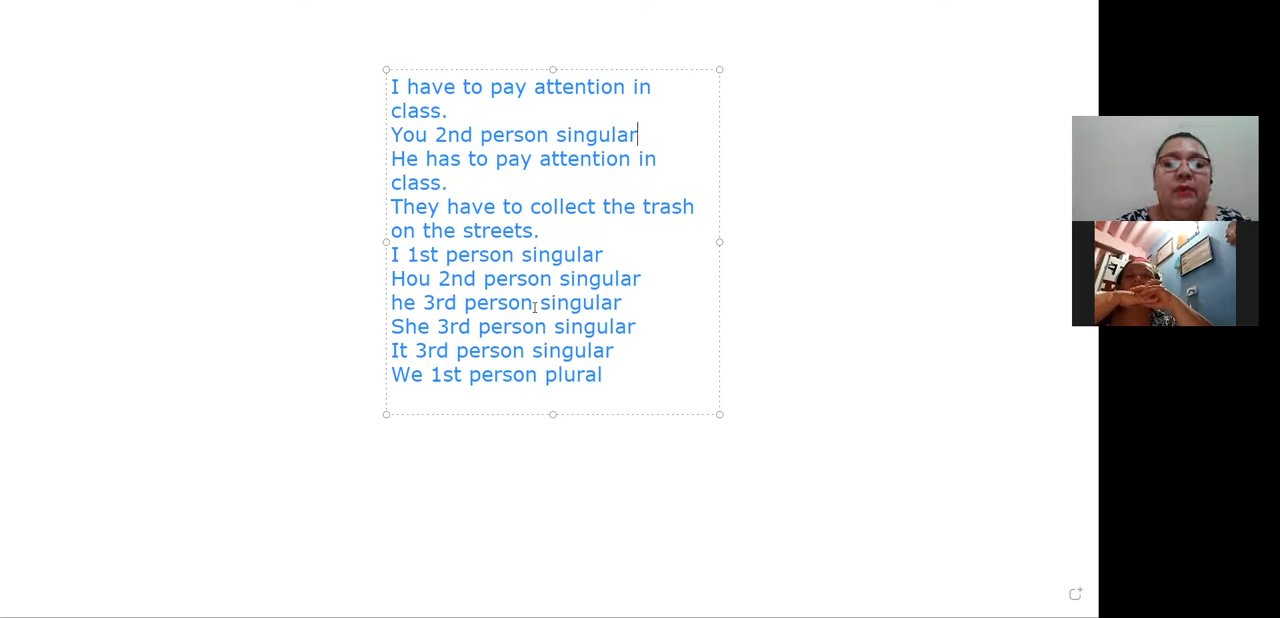 I have to pay attention in
class.
You 2nd person singular
He has to pay attention in
class.
They have to collect the trash
on the streets.
I 1st person singular
Hou 2nd person singular
he 3rd person singular
She 3rd person singular
It 3rd person singular
We 1st person plural